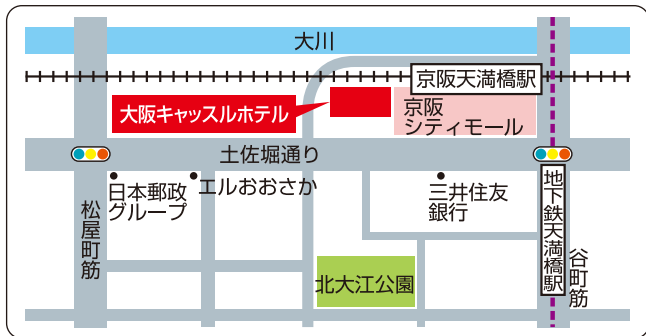 大川
京阪天満橋駅
大阪キャッスルホテル
京阪
シティモール
土佐堀通り
日本郵政
グループ
エルおおさか
三井住友
銀行
地下鉄天満橋駅
松屋町筋
谷町筋
北大江公園